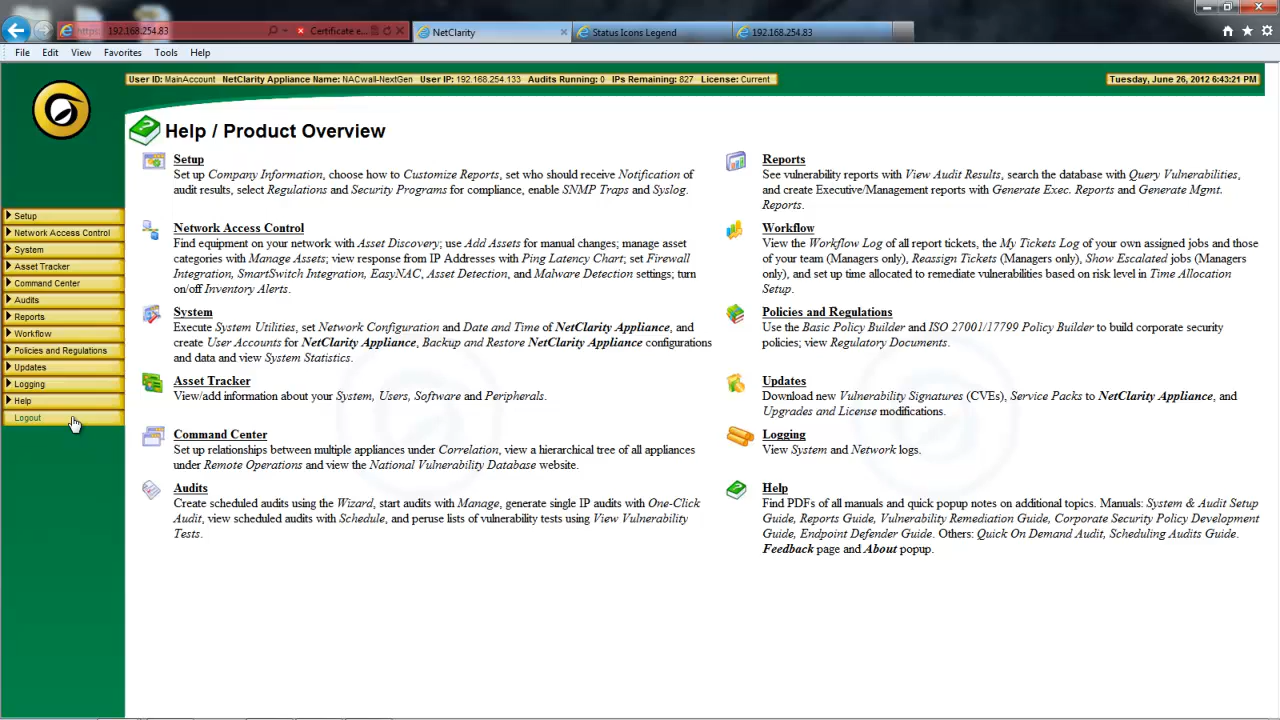 https://192.168.254.83
Certificate e...
NetClarity
Status Icons Legend
192.168.254.83
File Edit View Favorites Tools Help
User ID: MainAccount NetClarity Appliance Name: NACwall-NextGen User IP: 192.168.254.133 Audits Running: 0 IPs Remaining: 827 License: Current
Tuesday, June 26, 2012 6:43:21 PM
Setup
Network Access Control
System
Asset Tracker
Command Center
Audits
Reports
Workflow
Policies and Regulations
Updates
Logging
Help
Logout
Help / Product Overview
Setup
Set up Company Information, choose how to Customize Reports, set who should receive Notification of
audit results, select Regulations and Security Programs for compliance, enable SNMP Traps and Syslog.
Network Access Control
Find equipment on your network with Asset Discovery; use Add Assets for manual changes; manage asset
categories with Manage Assets; view response from IP Addresses with Ping Latency Chart; set Firewall
Integration, SmartSwitch Integration, EasyNAC, Asset Detection, and Malware Detection settings; turn
on/off Inventory Alerts.
System
Execute System Utilities, set Network Configuration and Date and Time of NetClarity Appliance, and
create User Accounts for NetClarity Appliance, Backup and Restore NetClarity Appliance configurations
and data and view System Statistics.
Asset Tracker
View/add information about your System, Users, Software and Peripherals.
Command Center
Set up relationships between multiple appliances under Correlation, view a hierarchical tree of all appliances
under Remote Operations and view the National Vulnerability Database website.
Audits
Create scheduled audits using the Wizard, start audits with Manage, generate single IP audits with One-Click
Audit, view scheduled audits with Schedule, and peruse lists of vulnerability tests using View Vulnerability
Tests.
Reports
See vulnerability reports with View Audit Results, search the database with Query Vulnerabilities,
and create Executive/Management reports with Generate Exec. Reports and Generate Mgmt.
Reports.
Workflow
View the Workflow Log of all report tickets, the My Tickets Log of your own assigned jobs and those
of your team (Managers only), Reassign Tickets (Managers only), Show Escalated jobs (Managers
only), and set up time allocated to remediate vulnerabilities based on risk level in Time Allocation
Setup.
Policies and Regulations
Use the Basic Policy Builder and ISO 27001/17799 Policy Builder to build corporate security
policies; view Regulatory Documents.
Updates
Download new Vulnerability Signatures (CVEs), Service Packs to NetClarity Appliance, and
Upgrades and License modifications.
Logging
View System and Network logs.
Help
Find PDFs of all manuals and quick popup notes on additional topics. Manuals: System & Audit Setup
Guide, Reports Guide, Vulnerability Remediation Guide, Corporate Security Policy Development
Guide, Endpoint Defender Guide. Others: Quick On Demand Audit, Scheduling Audits Guide.
Feedback page and About popup.